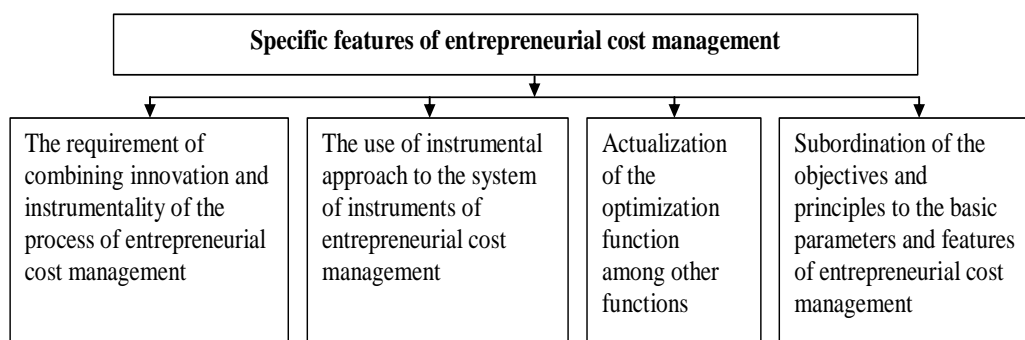 Specific features of entrepreneurial cost management
The requirement of
combining innovation and
instrumentality of the
process of entrepreneurial
cost management
The use of instrumental
approach to the system
of instruments of
entrepreneurial cost
management
Actualization
of the
optimization
function
among other
functions
Subordination of the
objectives and
principles to the basic
parameters and features
of entrepreneurial cost
management